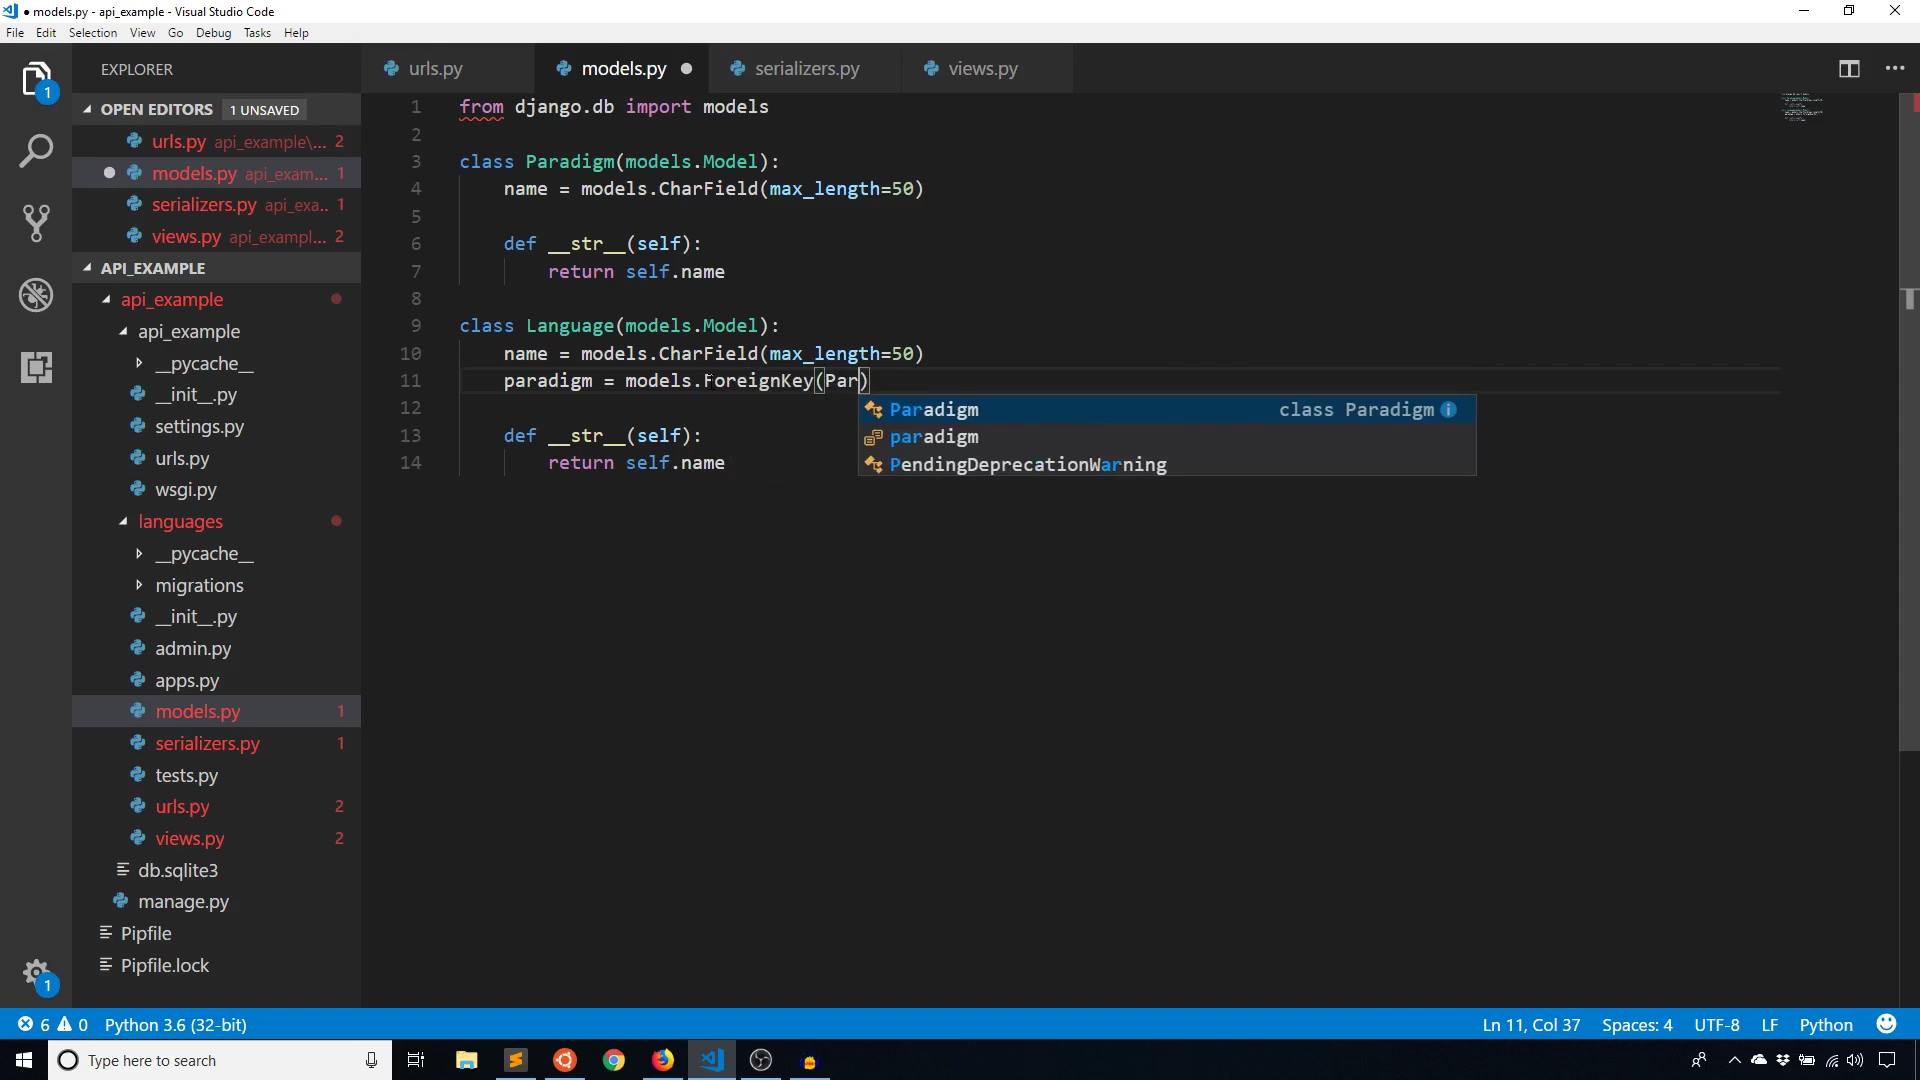 models.py - api_example - Visual Studio Code
File Edit Selection View Go Debug Tasks Help
EXPLORER
urls.py models.py serializers.py views.py
OPEN EDITORS 1 UNSAVED
urls.py api_example\... 2
models.py api_exam... 1
serializers.py api_exa.. 1
views.py api_exampl... 2
API_EXAMPLE
api_example
api_example
__pycache__
__init__.py
settings.py
urls.py
wsgi.py
languages
__pycache__
migrations
__init__.py
admin.py
apps.py
models.py 1
serializers.py 1
tests.py
urls.py 2
views.py 2
db.sqlite3
manage.py
Pipfile
Pipfile.lock
1
1
1 from django.db import models
2
3 class Paradigm(models.Model):
4 name = models.CharField(max_length=50)
5
6 def __str__(self):
7 return self.name
8
9 class Language(models.Model):
10 name = models.CharField(max_length=50)
11 paradigm = models.ForeignKey(Par)
12
13 def __str__(self):
14 return self.name
Paradigm class Paradigm
paradigm
PendingDeprecationWarning
6 0 Python 3.6 (32-bit) Ln 11, Col 37 Spaces: 4 UTF-8 LF Python
Type here to search